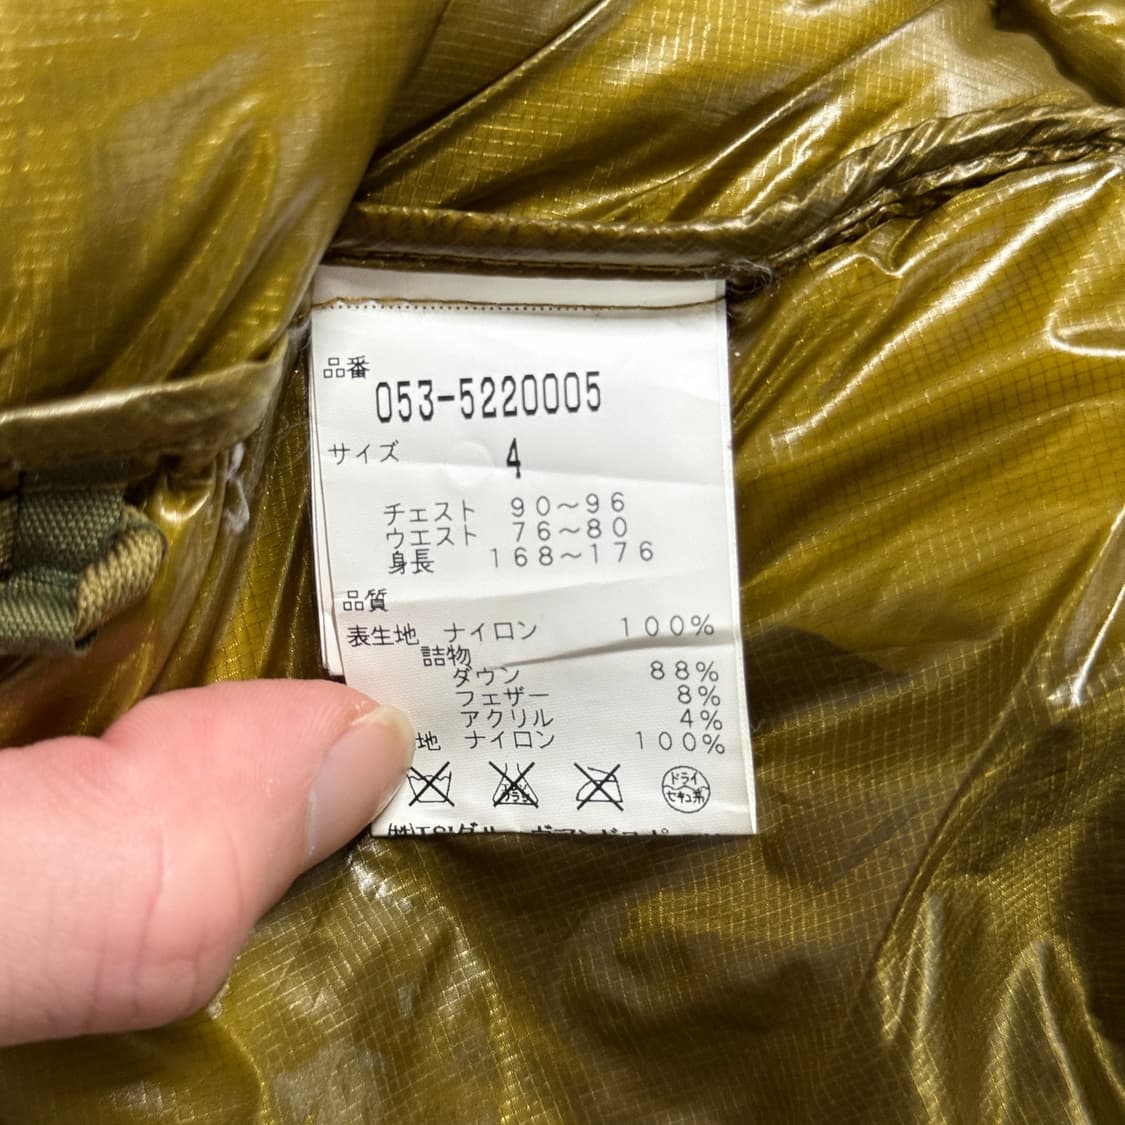 品番
053-5220005
サイズ 4
チェスト 90～96
ウエスト 76～80
身長 168～176
品質
表生地 ナイロン 100%
詰物
ダウン 88%
フェザー 8%
アクリル 4%
地 ナイロン 100%
ドライ
セキユ系